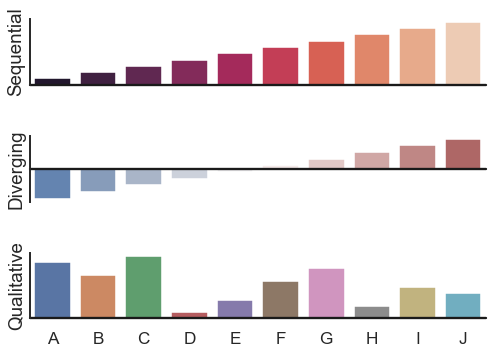 Sequential
Diverging
Qualitative
A B C D E F G H I J